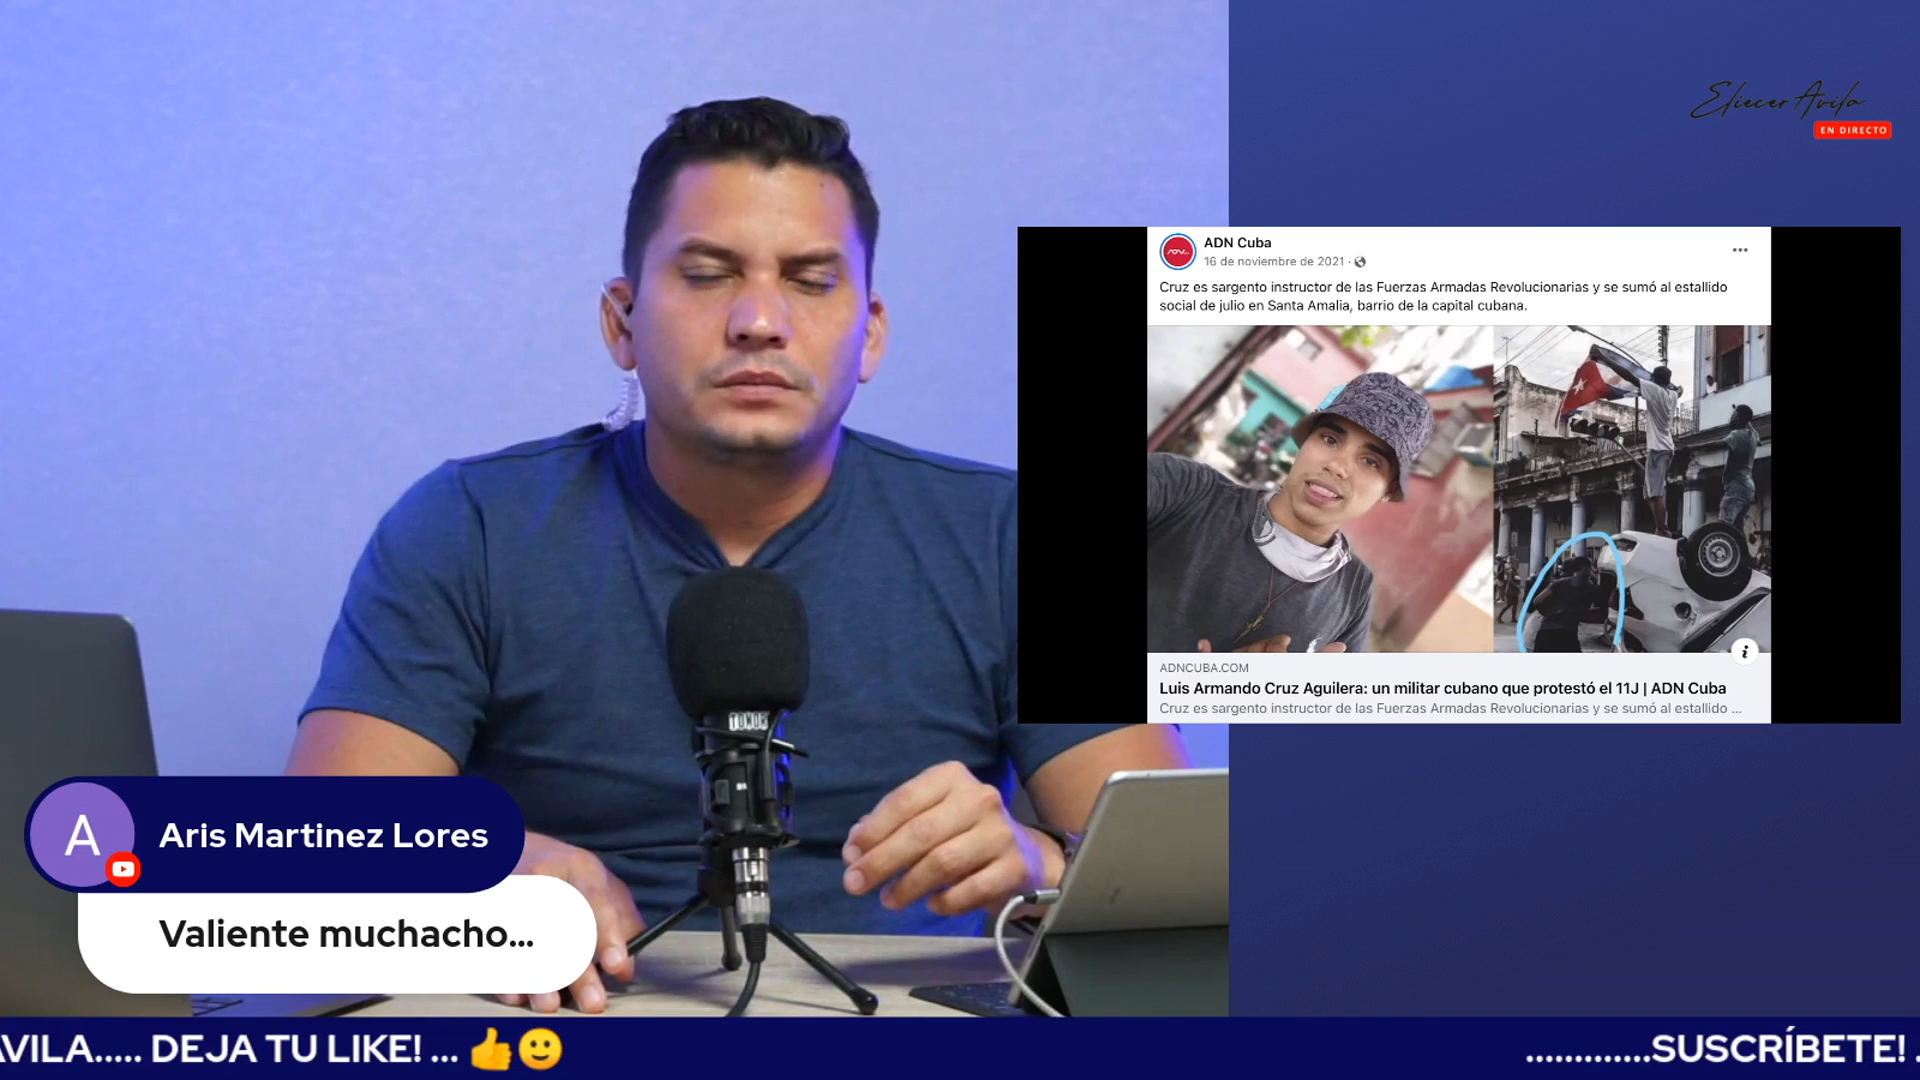 Eliecer Avila
EN DIRECTO
ADN Cuba
16 de noviembre de 2021 ·
Cruz es sargento instructor de las Fuerzas Armadas Revolucionarias y se sumó al estallido
social de julio en Santa Amalia, barrio de la capital cubana.
ADNCUBA.COM
Luis Armando Cruz Aguilera: un militar cubano que protestó el 11J | ADN Cuba
Cruz es sargento instructor de las Fuerzas Armadas Revolucionarias y se sumó al estallido ...
TONOR
A
Aris Martinez Lores
Valiente muchacho...
AVILA..... DEJA TU LIKE! ... 👍🙂
.............SUSCRÍBETE! .